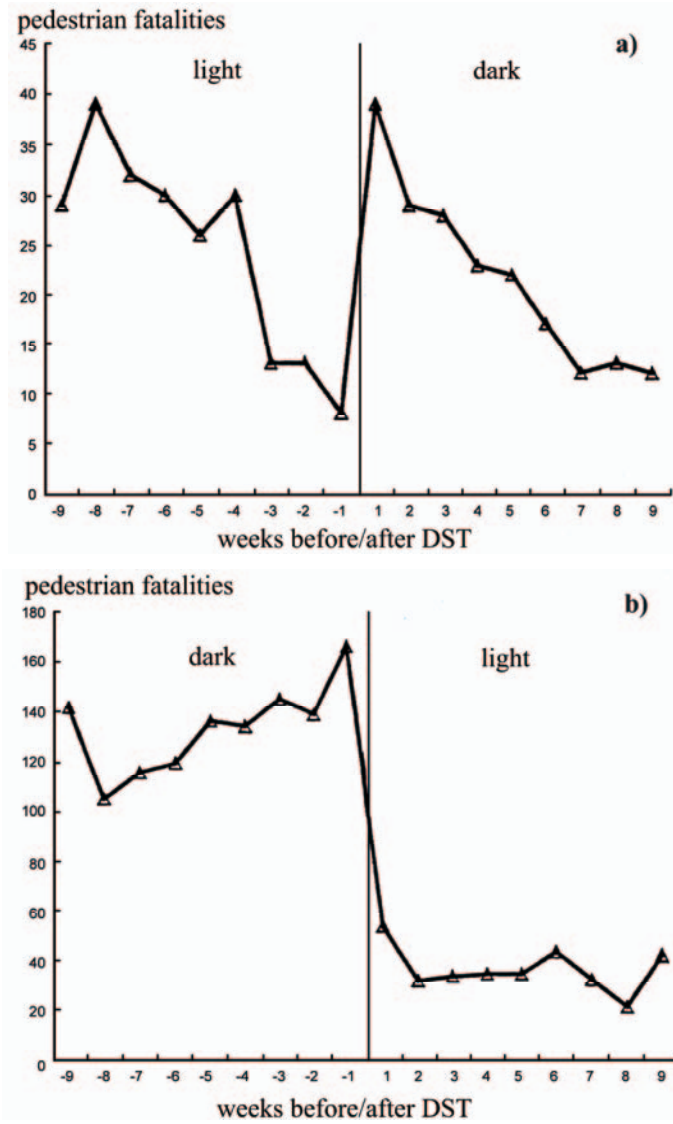 pedestrian fatalities
a)
45
light
dark
40
35
30
25
20
15
10
5
0
-9 -8 -7 -6 -5 -4 -3 -2 -1 1 2 3 4 5 6 7 8 9
weeks before/after DST
pedestrian fatalities
b)
180
dark
light
160
140
120
100
80
60
40
20
0
-9 -8 -7 -6 -5 -4 -3 -2 -1 1 2 3 4 5 6 7 8 9
weeks before/after DST